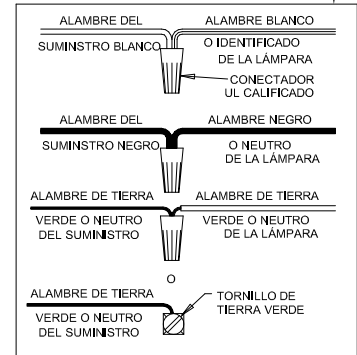 ALAMBRE DEL ALAMBRE BLANCO
SUMINSTRO BLANCO O IDENTIFICADO
DE LA LÁMPARA
CONECTADOR
UL CALIFICADO
ALAMBRE DEL ALAMBRE NEGRO
SUMINSTRO NEGRO O NEUTRO
DE LA LÁMPARA
ALAMBRE DE TIERRA ALAMBRE DE TIERRA
VERDE O NEUTRO VERDE O NEUTRO
DEL SUMINISTRO DE LA LÁMPARA
O
ALAMBRE DE TIERRA TORNILLO DE
TIERRA VERDE
VERDE O NEUTRO
DEL SUMINISTRO